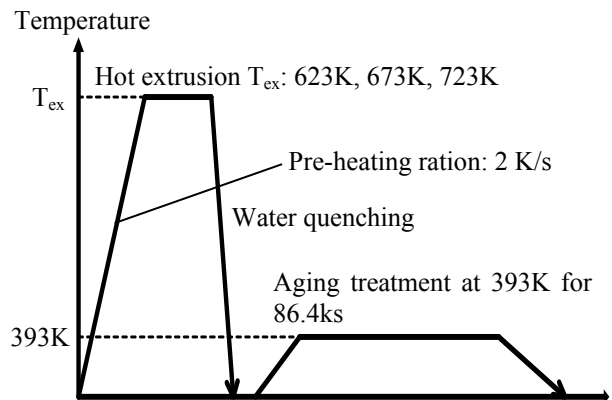 Temperature
Hot extrusion Tex: 623K, 673K, 723K
Tex
Pre-heating ration: 2 K/s
Water quenching
Aging treatment at 393K for
86.4ks
393K